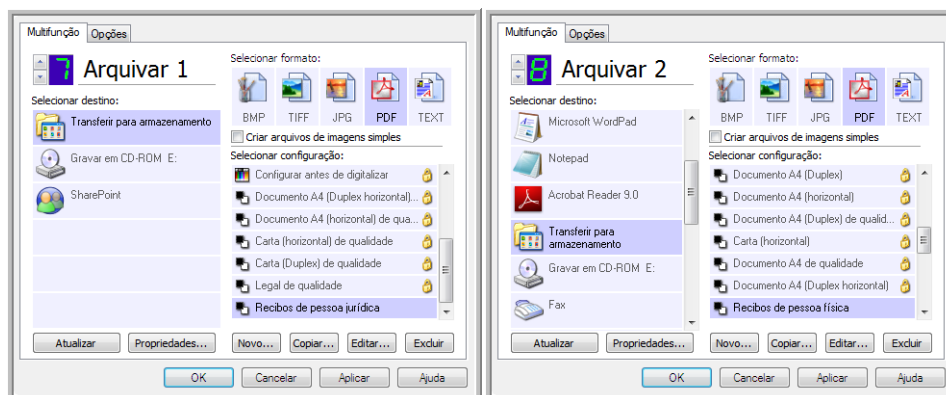 Multifunção Opções
7 Arquivar 1
Selecionar destino:
Transferir para armazenamento
Gravar em CD-ROM E:
SharePoint
Selecionar formato:
BMP TIFF JPG PDF TEXT
Criar arquivos de imagens simples
Selecionar configuração:
Configurar antes de digitalizar
Documento A4 (Duplex horizontal)...
Documento A4 (horizontal) de qua...
Carta (horizontal) de qualidade
Carta (Duplex) de qualidade
Legal de qualidade
Recibos de pessoa jurídica
Atualizar Propriedades... Novo... Copiar... Editar... Excluir
OK Cancelar Aplicar Ajuda
Multifunção Opções
8 Arquivar 2
Selecionar destino:
Microsoft WordPad
Notepad
Acrobat Reader 9.0
Transferir para
armazenamento
Gravar em CD-ROM E:
Fax
Selecionar formato:
BMP TIFF JPG PDF TEXT
Criar arquivos de imagens simples
Selecionar configuração:
Documento A4 (Duplex)
Documento A4 (horizontal)
Documento A4 (Duplex) de qualid...
Carta (horizontal)
Documento A4 de qualidade
Documento A4 (Duplex horizontal)
Recibos de pessoa física
Atualizar Propriedades... Novo... Copiar... Editar... Excluir
OK Cancelar Aplicar Ajuda